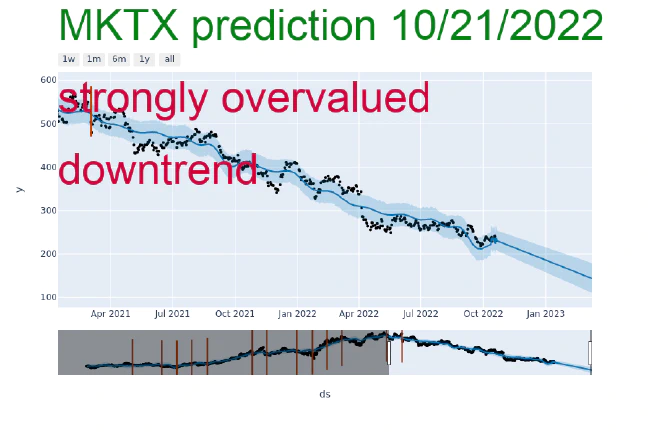 MKTX prediction 10/21/2022
1w 1m 6m 1y all
600
strongly overvalued
500
400
downtrend
300
200
100
y
Apr 2021 Jul 2021 Oct 2021 Jan 2022 Apr 2022 Jul 2022 Oct 2022 Jan 2023
ds